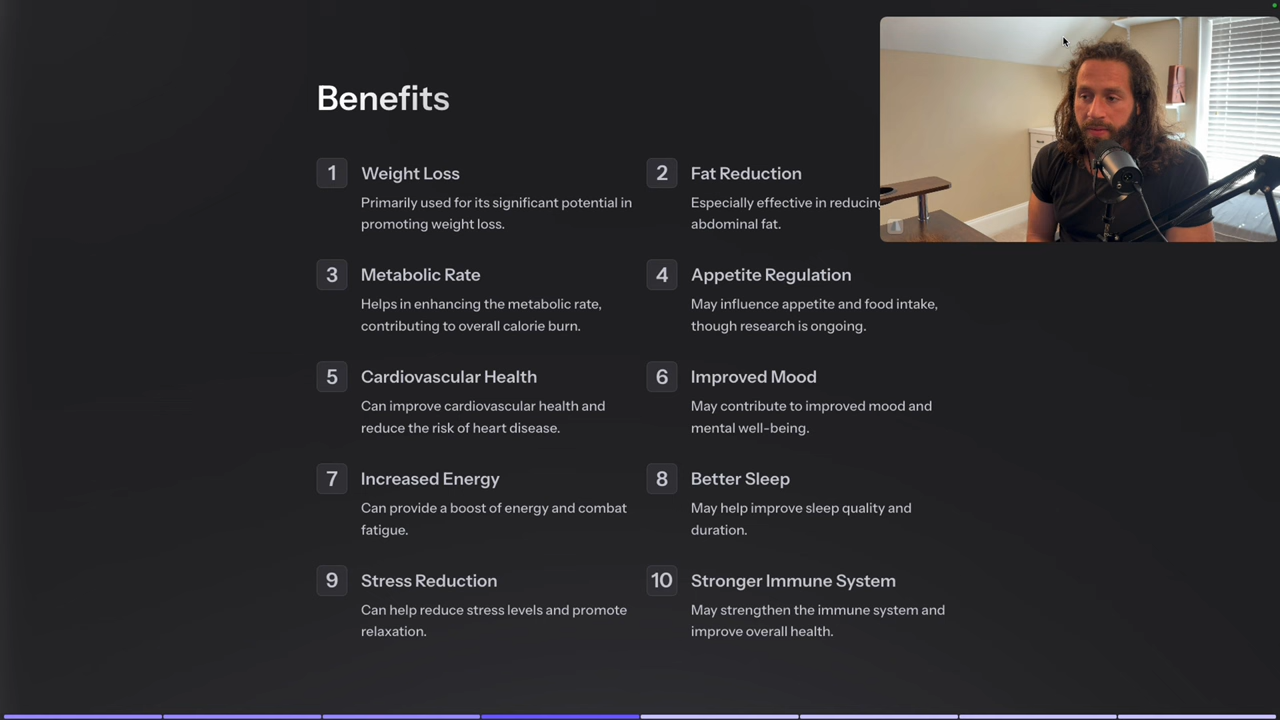 Benefits
1
Weight Loss
Primarily used for its significant potential in
promoting weight loss.
2
Fat Reduction
Especially effective in reducing
abdominal fat.
3
Metabolic Rate
Helps in enhancing the metabolic rate,
contributing to overall calorie burn.
4
Appetite Regulation
May influence appetite and food intake,
though research is ongoing.
5
Cardiovascular Health
Can improve cardiovascular health and
reduce the risk of heart disease.
6
Improved Mood
May contribute to improved mood and
mental well-being.
7
Increased Energy
Can provide a boost of energy and combat
fatigue.
8
Better Sleep
May help improve sleep quality and
duration.
9
Stress Reduction
Can help reduce stress levels and promote
relaxation.
10
Stronger Immune System
May strengthen the immune system and
improve overall health.